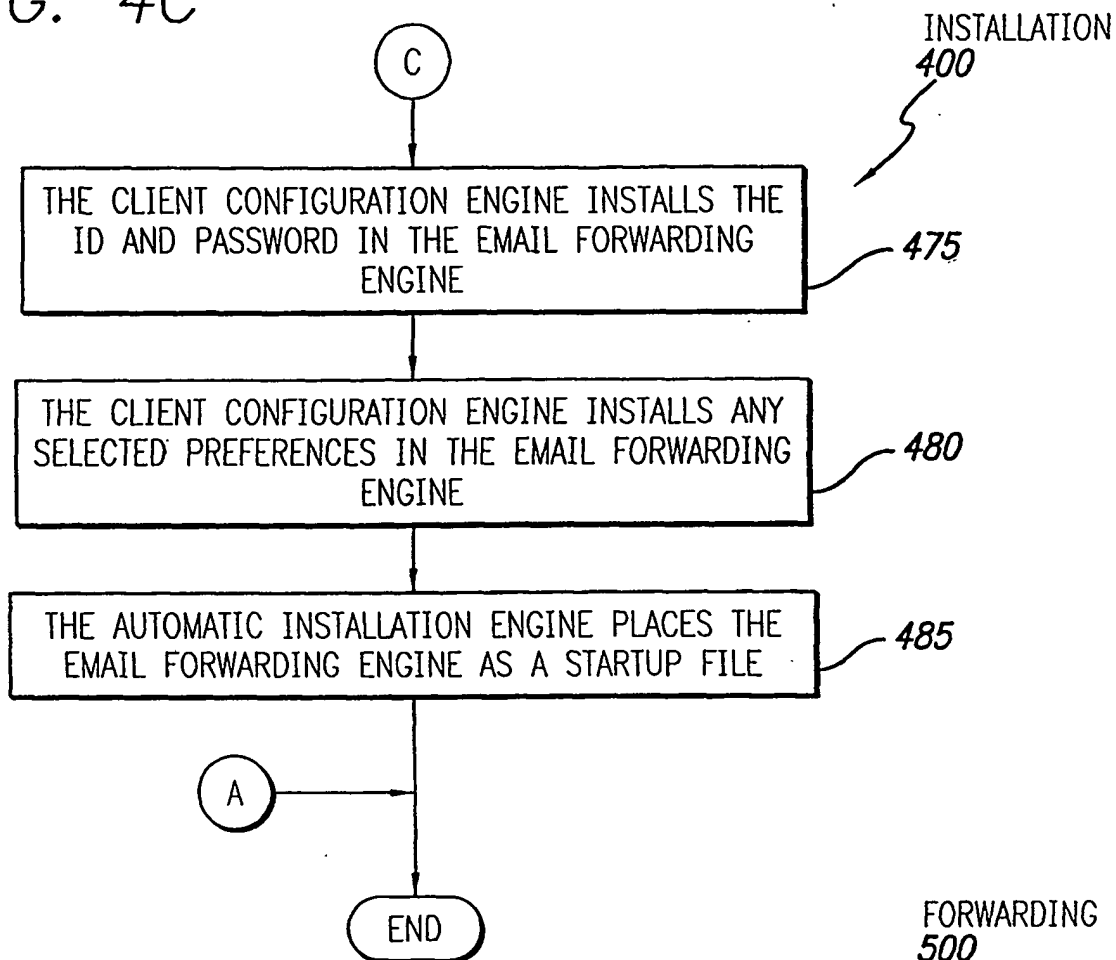 G. 4C
INSTALLATION
400
C
THE CLIENT CONFIGURATION ENGINE INSTALLS THE
ID AND PASSWORD IN THE EMAIL FORWARDING
ENGINE
475
THE CLIENT CONFIGURATION ENGINE INSTALLS ANY
SELECTED PREFERENCES IN THE EMAIL FORWARDING
ENGINE
480
THE AUTOMATIC INSTALLATION ENGINE PLACES THE
EMAIL FORWARDING ENGINE AS A STARTUP FILE
485
A
END
FORWARDING
500